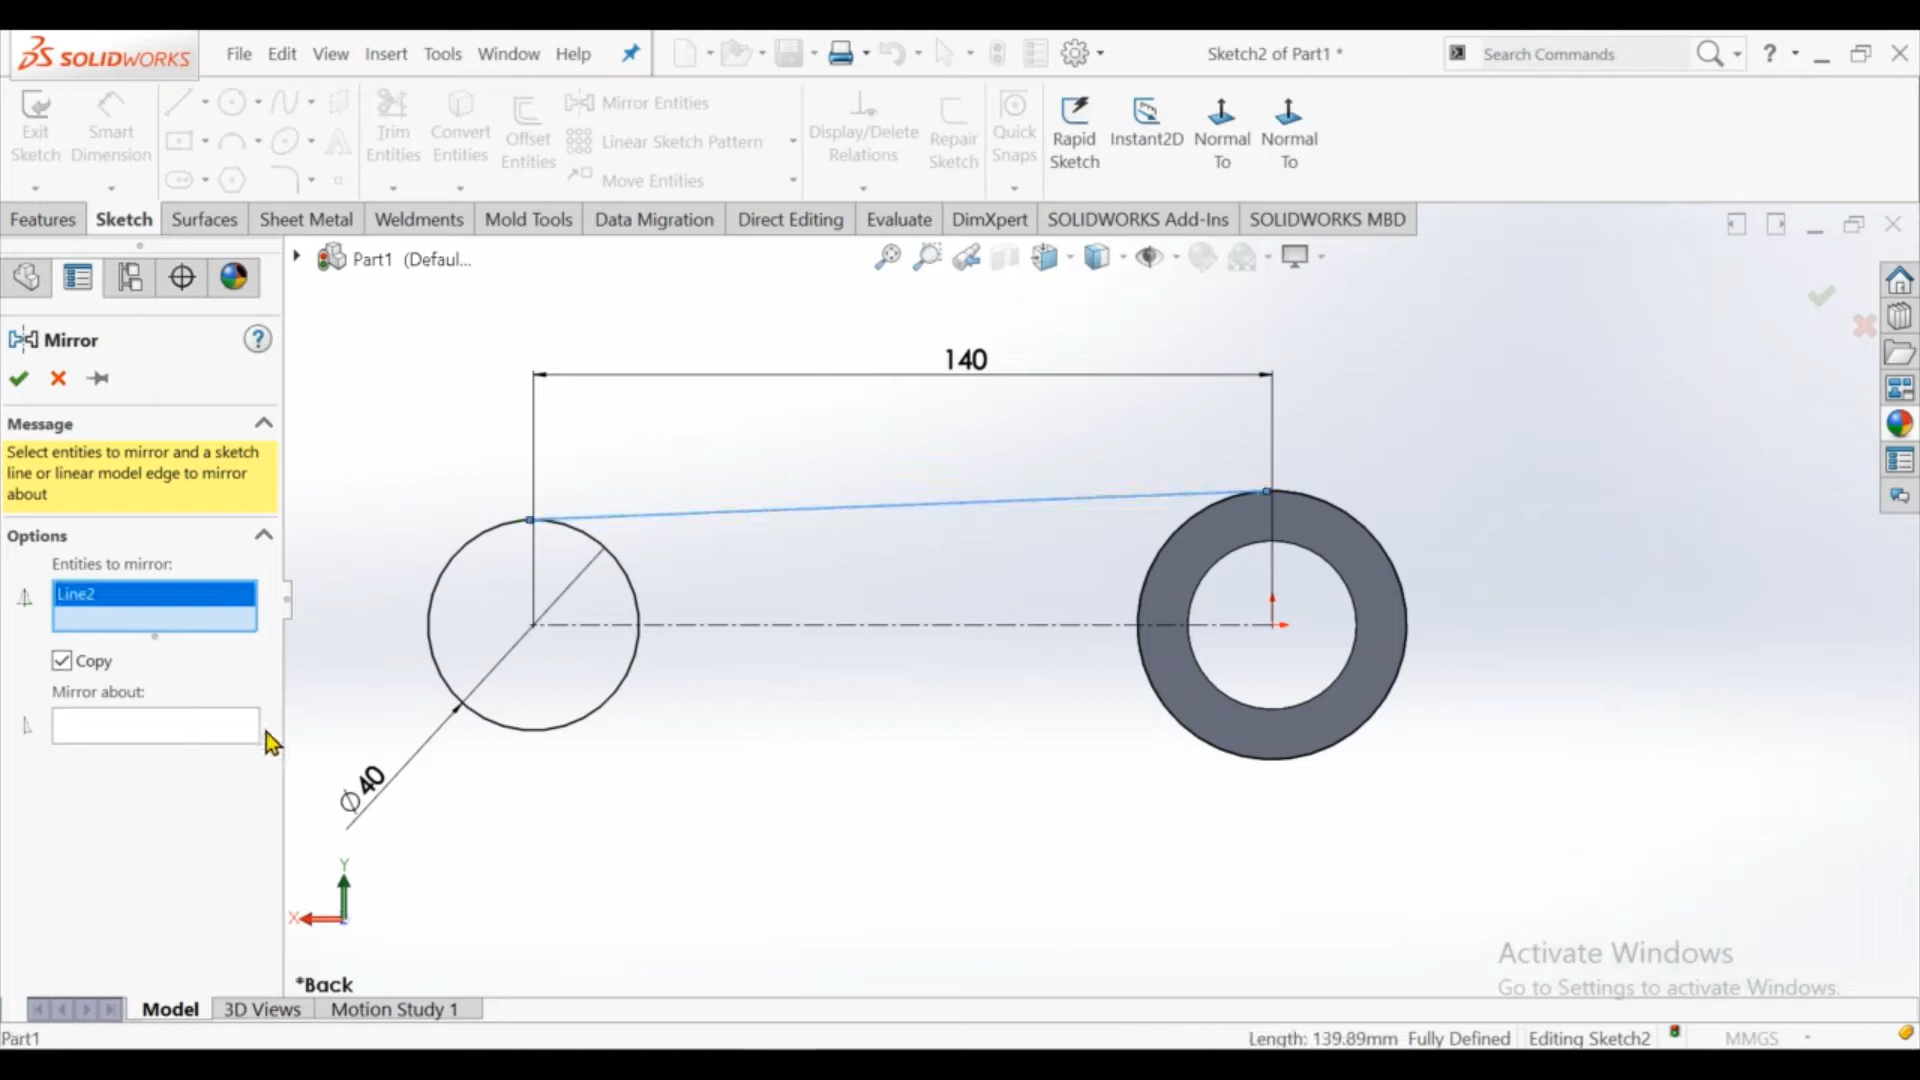 SOLIDWORKS
File Edit View Insert Tools Window Help
Sketch2 of Part1 *
Search Commands
?
Exit Sketch
Smart Dimension
Trim Entities
Convert Entities
Offset Entities
Mirror Entities
Linear Sketch Pattern
Move Entities
Display/Delete Relations
Repair Sketch
Quick Snaps
Rapid Sketch
Instant2D
Normal To
Normal To
Features Sketch Surfaces Sheet Metal Weldments Mold Tools Data Migration Direct Editing Evaluate DimXpert SOLIDWORKS Add-Ins SOLIDWORKS MBD
Part1 (Defaul...
Mirror
?
Message
Select entities to mirror and a sketch
line or linear model edge to mirror
about
Options
Entities to mirror:
Line2
Copy
Mirror about:
140
⌀40
Y
X
*Back
Activate Windows
Go to Settings to activate Windows.
Model 3D Views Motion Study 1
Part1
Length: 139.89mm Fully Defined Editing Sketch2 MMGS -